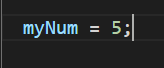 myNum = 5;